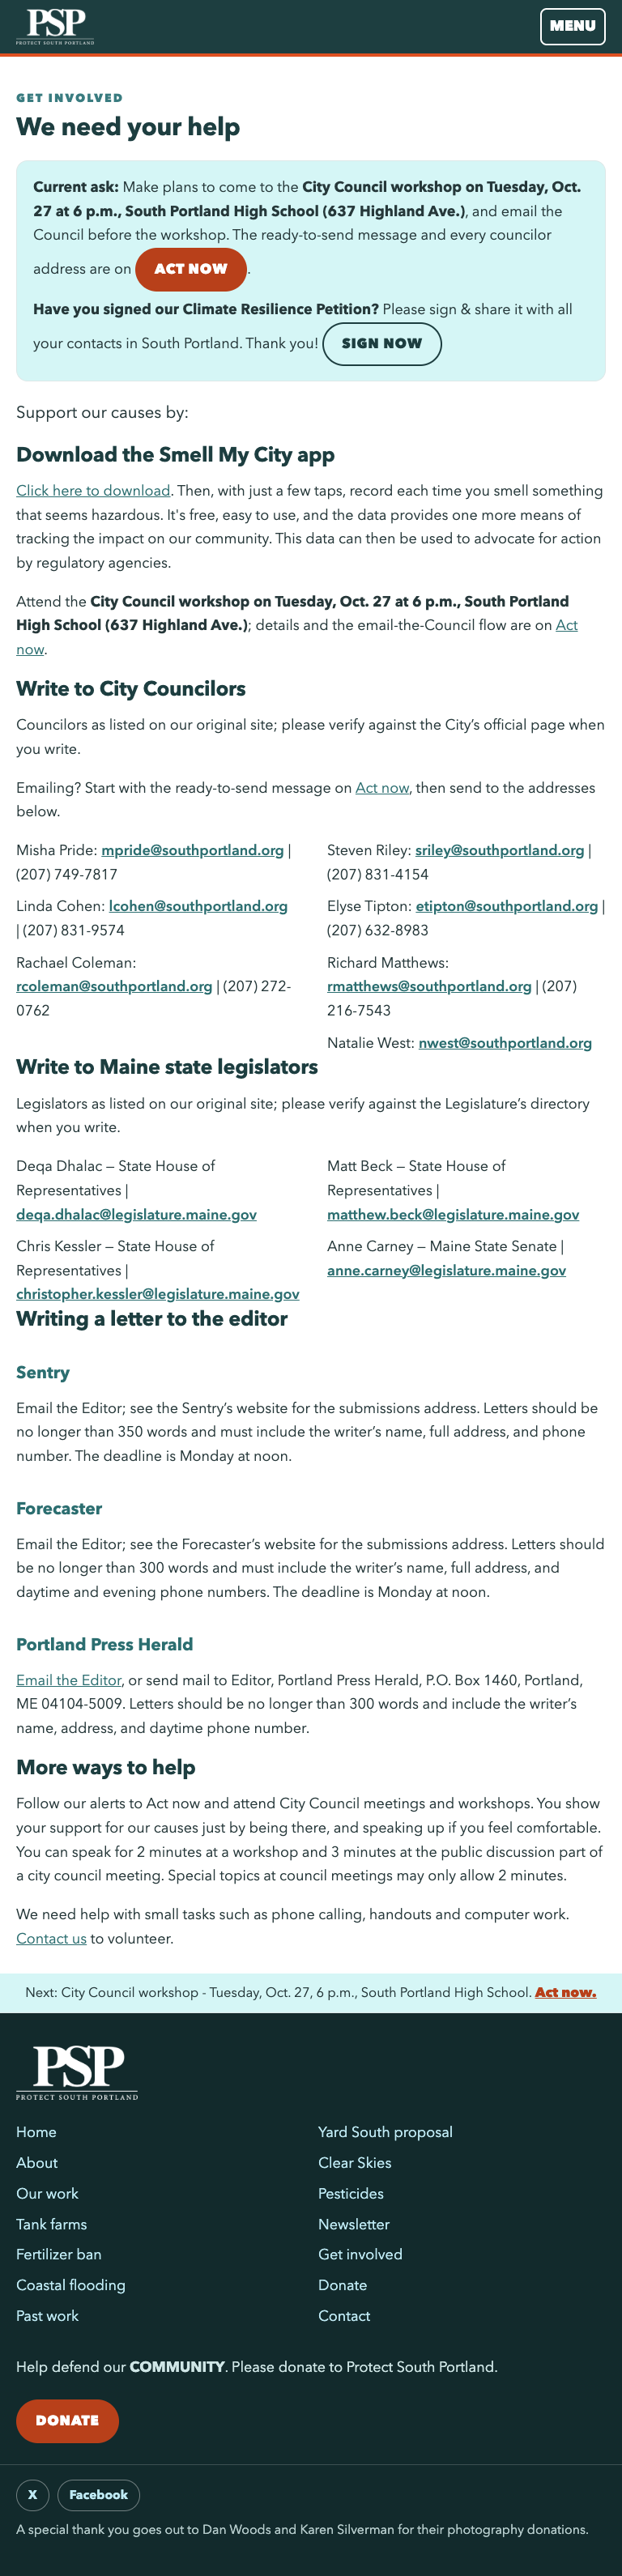 PSP
PROTECT SOUTH PORTLAND
MENU
GET INVOLVED
We need your help
Current ask: Make plans to come to the City Council workshop on Tuesday, Oct.
27 at 6 p.m., South Portland High School (637 Highland Ave.), and email the
Council before the workshop. The ready-to-send message and every councilor
address are on ACT NOW.
Have you signed our Climate Resilience Petition? Please sign & share it with all
your contacts in South Portland. Thank you! SIGN NOW
Support our causes by:
Download the Smell My City app
Click here to download. Then, with just a few taps, record each time you smell something
that seems hazardous. It's free, easy to use, and the data provides one more means of
tracking the impact on our community. This data can then be used to advocate for action
by regulatory agencies.
Attend the City Council workshop on Tuesday, Oct. 27 at 6 p.m., South Portland
High School (637 Highland Ave.); details and the email-the-Council flow are on Act
now.
Write to City Councilors
Councilors as listed on our original site; please verify against the City’s official page when
you write.
Emailing? Start with the ready-to-send message on Act now, then send to the addresses
below.
Misha Pride: mpride@southportland.org |
(207) 749-7817
Linda Cohen: lcohen@southportland.org
| (207) 831-9574
Rachael Coleman:
rcoleman@southportland.org | (207) 272-
0762
Steven Riley: sriley@southportland.org |
(207) 831-4154
Elyse Tipton: etipton@southportland.org |
(207) 632-8983
Richard Matthews:
rmatthews@southportland.org | (207)
216-7543
Natalie West: nwest@southportland.org
Write to Maine state legislators
Legislators as listed on our original site; please verify against the Legislature’s directory
when you write.
Deqa Dhalac – State House of
Representatives |
deqa.dhalac@legislature.maine.gov
Chris Kessler – State House of
Representatives |
christopher.kessler@legislature.maine.gov
Matt Beck – State House of
Representatives |
matthew.beck@legislature.maine.gov
Anne Carney – Maine State Senate |
anne.carney@legislature.maine.gov
Writing a letter to the editor
Sentry
Email the Editor; see the Sentry’s website for the submissions address. Letters should be
no longer than 350 words and must include the writer’s name, full address, and phone
number. The deadline is Monday at noon.
Forecaster
Email the Editor; see the Forecaster’s website for the submissions address. Letters should
be no longer than 300 words and must include the writer’s name, full address, and
daytime and evening phone numbers. The deadline is Monday at noon.
Portland Press Herald
Email the Editor, or send mail to Editor, Portland Press Herald, P.O. Box 1460, Portland,
ME 04104-5009. Letters should be no longer than 300 words and include the writer’s
name, address, and daytime phone number.
More ways to help
Follow our alerts to Act now and attend City Council meetings and workshops. You show
your support for our causes just by being there, and speaking up if you feel comfortable.
You can speak for 2 minutes at a workshop and 3 minutes at the public discussion part of
a city council meeting. Special topics at council meetings may only allow 2 minutes.
We need help with small tasks such as phone calling, handouts and computer work.
Contact us to volunteer.
Next: City Council workshop - Tuesday, Oct. 27, 6 p.m., South Portland High School. Act now.
PSP
PROTECT SOUTH PORTLAND
Home
About
Our work
Tank farms
Fertilizer ban
Coastal flooding
Past work
Yard South proposal
Clear Skies
Pesticides
Newsletter
Get involved
Donate
Contact
Help defend our COMMUNITY. Please donate to Protect South Portland.
DONATE
X
Facebook
A special thank you goes out to Dan Woods and Karen Silverman for their photography donations.